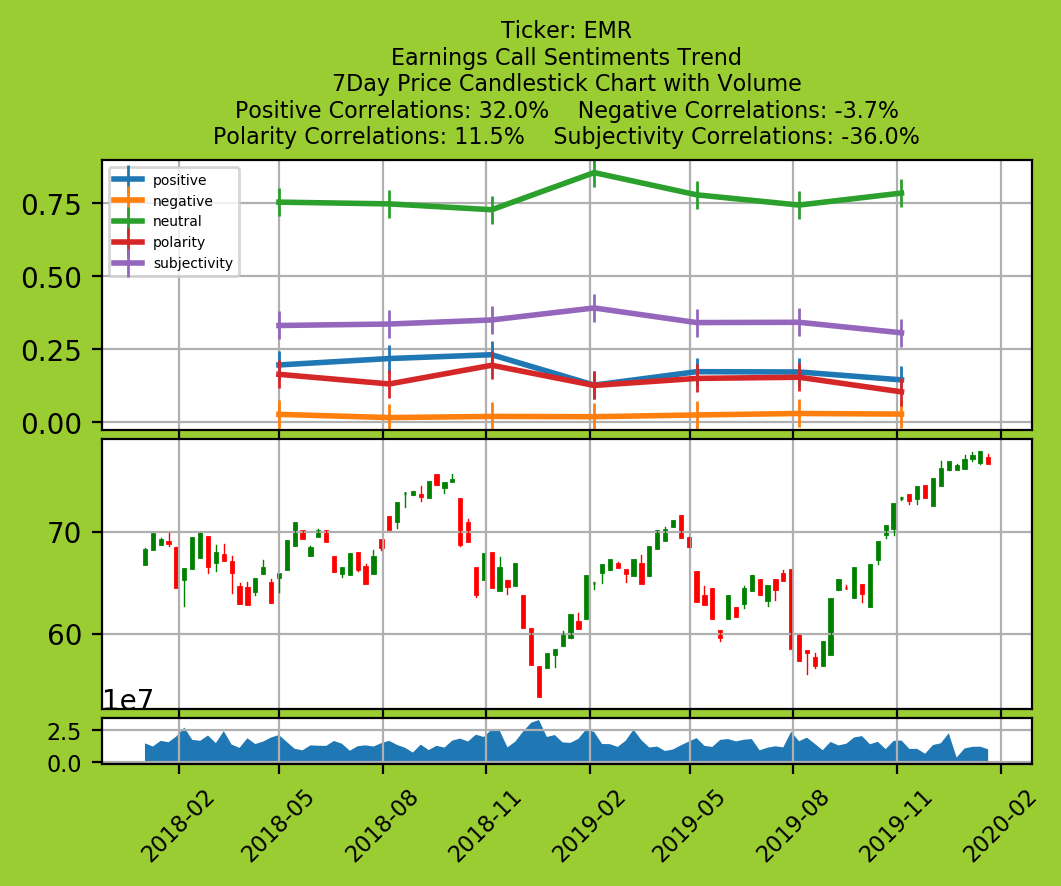 Ticker: EMR
Earnings Call Sentiments Trend
7Day Price Candlestick Chart with Volume
Positive Correlations: 32.0%    Negative Correlations: -3.7%
Polarity Correlations: 11.5%    Subjectivity Correlations: -36.0%
positive
negative
neutral
polarity
subjectivity
0.75
0.50
0.25
0.00
70
60
1e7
2.5
0.0
2018-02
2018-05
2018-08
2018-11
2019-02
2019-05
2019-08
2019-11
2020-02